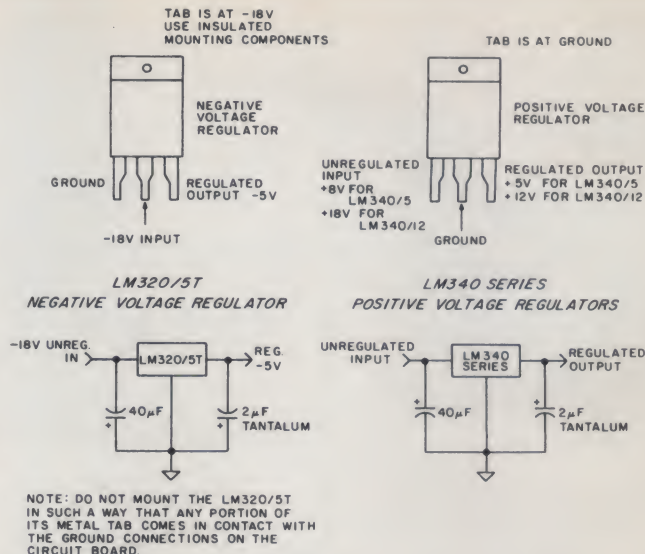 TAB IS AT -18V
USE INSULATED
MOUNTING COMPONENTS
NEGATIVE
VOLTAGE
REGULATOR
GROUND
REGULATED
OUTPUT -5V
-18V INPUT
LM320/5T
NEGATIVE VOLTAGE REGULATOR
TAB IS AT GROUND
POSITIVE VOLTAGE
REGULATOR
UNREGULATED
INPUT
+8V FOR
LM340/5
+18V FOR
LM340/12
REGULATED OUTPUT
+5V FOR LM340/5
+12V FOR LM340/12
GROUND
LM340 SERIES
POSITIVE VOLTAGE REGULATORS
-18V UNREG.
IN
LM320/5T
REG.
-5V
40µF
+
2µF
TANTALUM
+
UNREGULATED
INPUT
LM340
SERIES
REGULATED
OUTPUT
+
40µF
+
2µF
TANTALUM
NOTE: DO NOT MOUNT THE LM320/5T
IN SUCH A WAY THAT ANY PORTION OF
ITS METAL TAB COMES IN CONTACT WITH
THE GROUND CONNECTIONS ON THE
CIRCUIT BOARD.